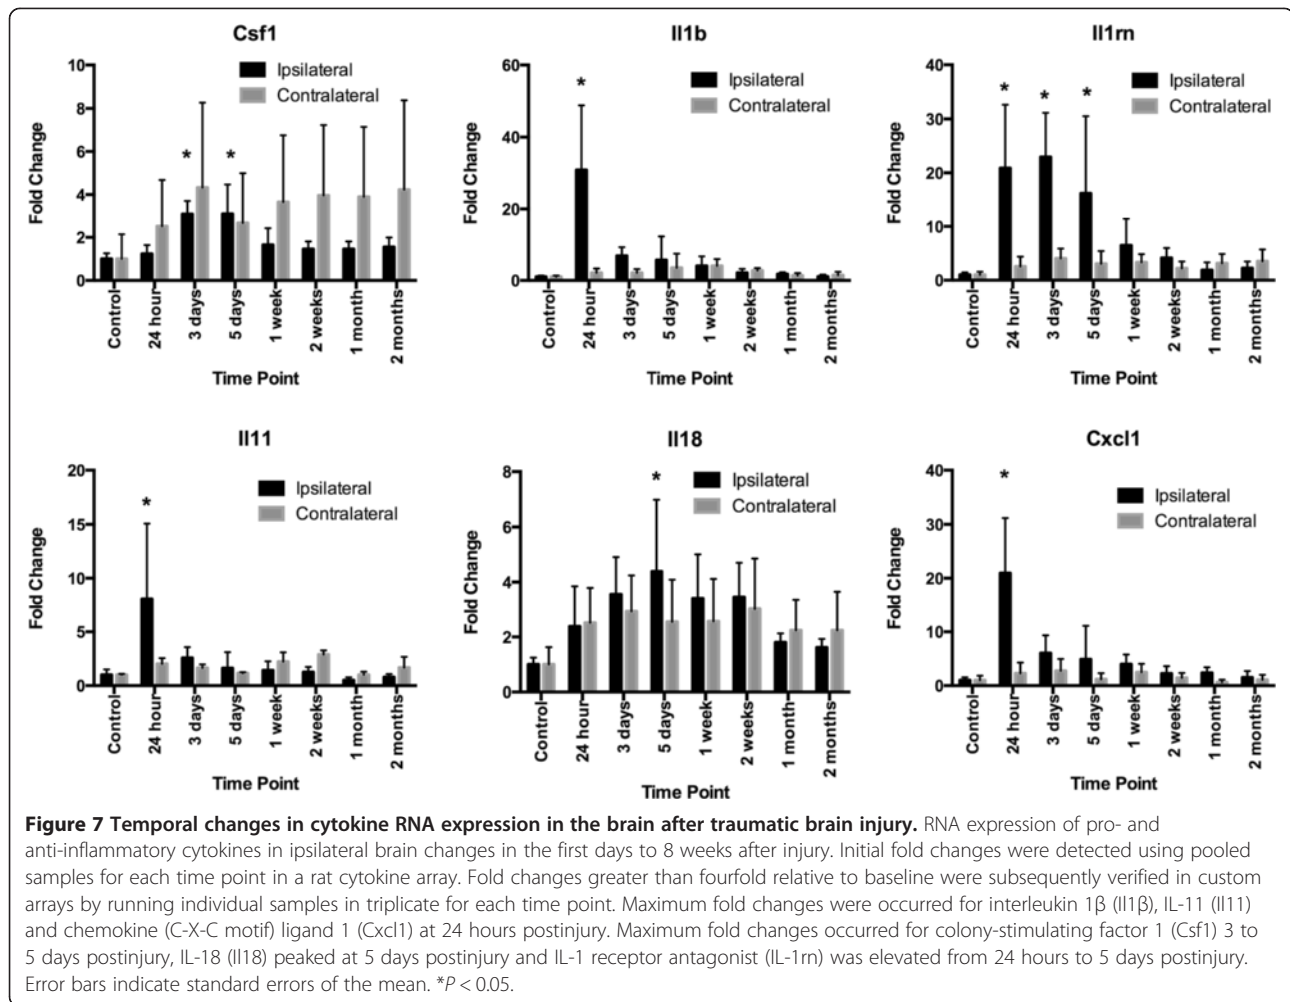 Csf1
10
8
6
4
2
0
Fold Change
Ipsilateral
Contralateral
*
*
Control
24 hour
3 days
5 days
1 week
2 weeks
1 month
2 months
Time Point
Il1b
60
40
20
0
Fold Change
Ipsilateral
Contralateral
*
Control
24 hour
3 days
5 days
1 week
2 weeks
1 month
2 months
Time Point
Il1rn
40
30
20
10
0
Fold Change
Ipsilateral
Contralateral
*
*
*
Control
24 hour
3 days
5 days
1 week
2 weeks
1 month
2 months
Time Point
Il11
20
15
10
5
0
Fold Change
Ipsilateral
Contralateral
*
Control
24 hour
3 days
5 days
1 week
2 weeks
1 month
2 months
Time Point
Il18
8
6
4
2
0
Fold Change
Ipsilateral
Contralateral
*
Control
24 hour
3 days
5 days
1 week
2 weeks
1 month
2 months
Time Point
Cxcl1
40
30
20
10
0
Fold Change
Ipsilateral
Contralateral
*
Control
24 hour
3 days
5 days
1 week
2 weeks
1 month
2 months
Time Point
Figure 7 Temporal changes in cytokine RNA expression in the brain after traumatic brain injury. RNA expression of pro- and
anti-inflammatory cytokines in ipsilateral brain changes in the first days to 8 weeks after injury. Initial fold changes were detected using pooled
samples for each time point in a rat cytokine array. Fold changes greater than fourfold relative to baseline were subsequently verified in custom
arrays by running individual samples in triplicate for each time point. Maximum fold changes were occurred for interleukin 1β (Il1β), IL-11 (Il11)
and chemokine (C-X-C motif) ligand 1 (Cxcl1) at 24 hours postinjury. Maximum fold changes occurred for colony-stimulating factor 1 (Csf1) 3 to
5 days postinjury, IL-18 (Il18) peaked at 5 days postinjury and IL-1 receptor antagonist (IL-1rn) was elevated from 24 hours to 5 days postinjury.
Error bars indicate standard errors of the mean. *P < 0.05.